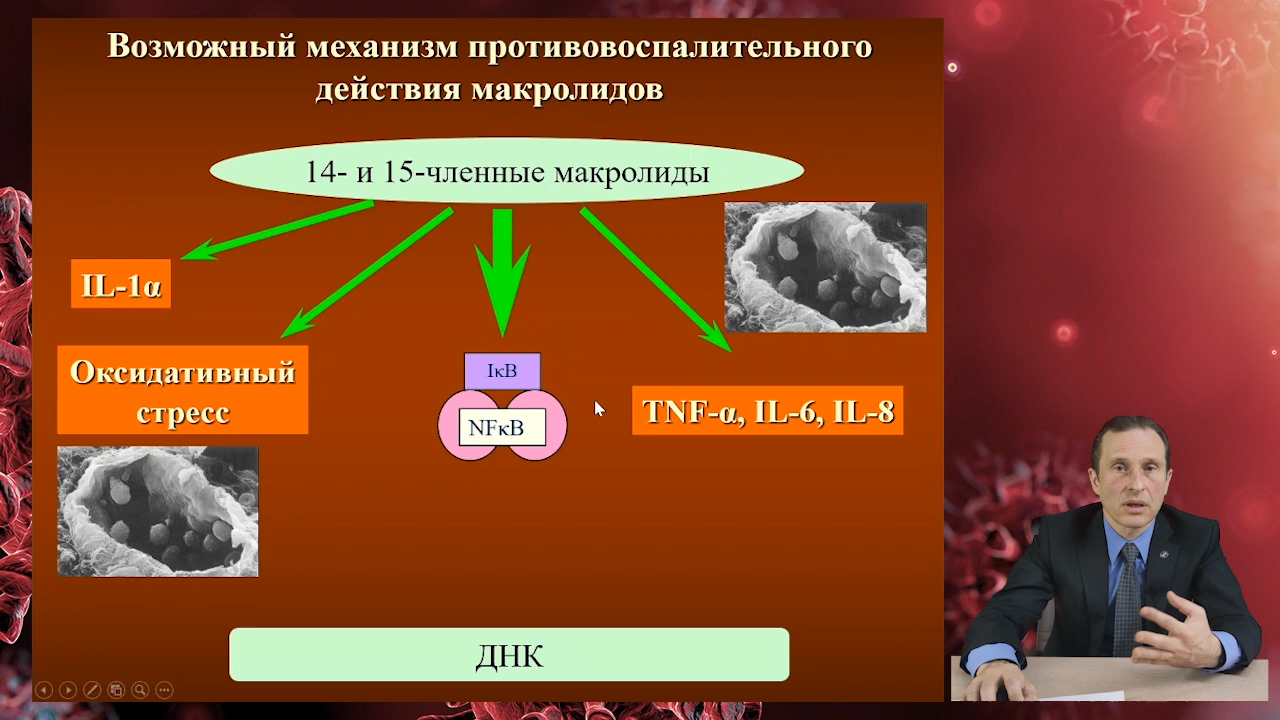 Возможный механизм противовоспалительного
действия макролидов
14- и 15-членные макролиды
IL-1α
Оксидативный
стресс
IκB
NFκB
TNF-α, IL-6, IL-8
ДНК